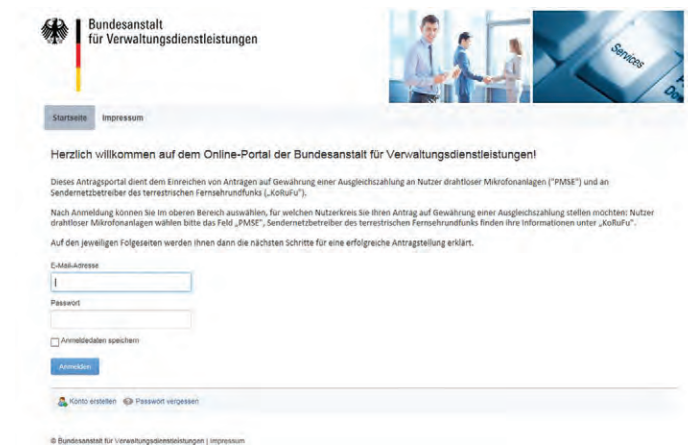 Bundesanstalt
für Verwaltungsdienstleistungen
Services
Startseite Impressum
Herzlich willkommen auf dem Online-Portal der Bundesanstalt für Verwaltungsdienstleistungen!
Dieses Antragsportal dient dem Einreichen von Anträgen auf Gewährung einer Ausgleichszahlung an Nutzer drahtloser Mikrofonanlagen ("PMSE") und an
Sendernetzbetreiber des terrestrischen Fernsehrundfunks („KoRuFu").
Nach Anmeldung können Sie im oberen Bereich auswählen, für welchen Nutzerkreis Sie Ihren Antrag auf Gewährung einer Ausgleichszahlung stellen möchten: Nutzer
drahtloser Mikrofonanlagen wählen bitte das Feld „PMSE", Sendernetzbetreiber des terrestrischen Fernsehrundfunks finden ihre Informationen unter „KoRuFu".
Auf den jeweiligen Folgeseiten werden Ihnen dann die nächsten Schritte für eine erfolgreiche Antragstellung erklärt.
E-Mail-Adresse
Passwort
Anmeldedaten speichern
Anmelden
Konto erstellen Passwort vergessen
© Bundesanstalt für Verwaltungsdienstleistungen | Impressum